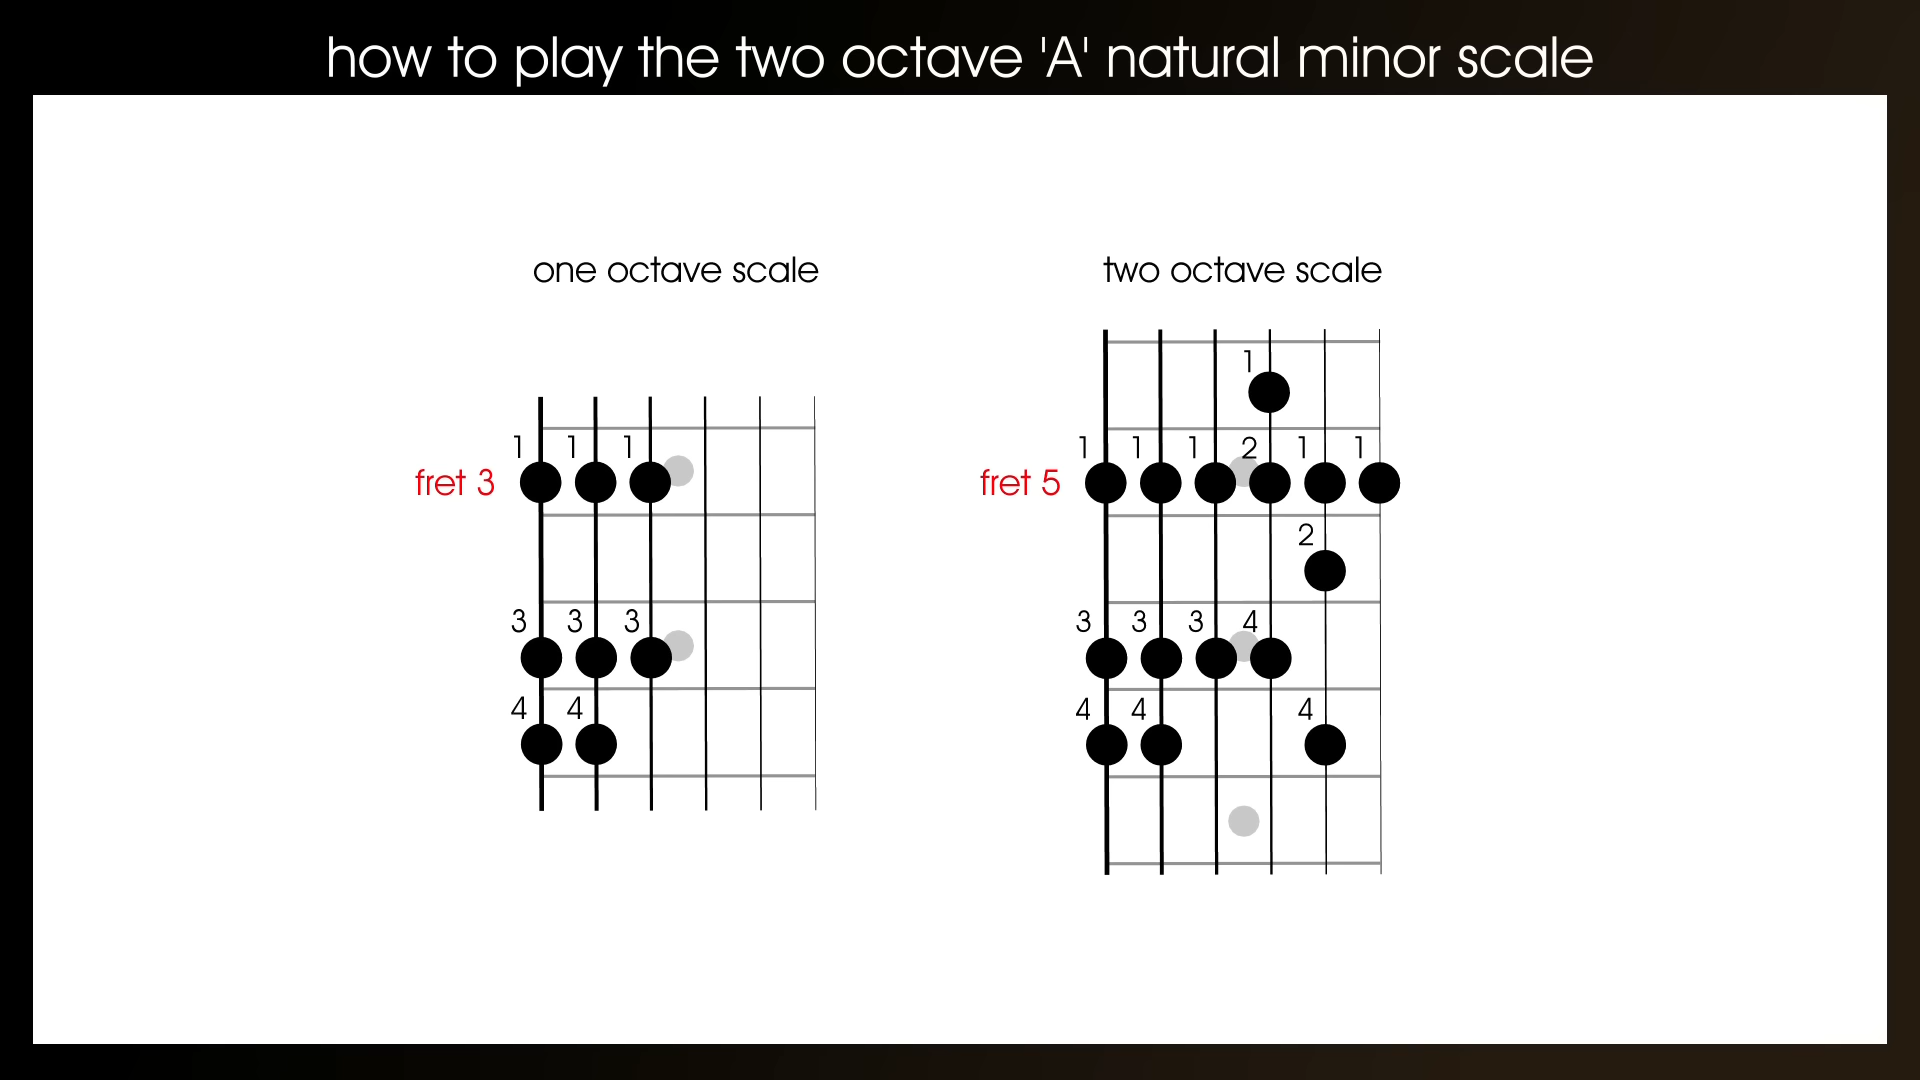 how to play the two octave 'A' natural minor scale
one octave scale
1 1 1
fret 3
3 3 3
4 4
two octave scale
1
1 1 1 2 1 1
fret 5
2
3 3 3 4
4 4 4